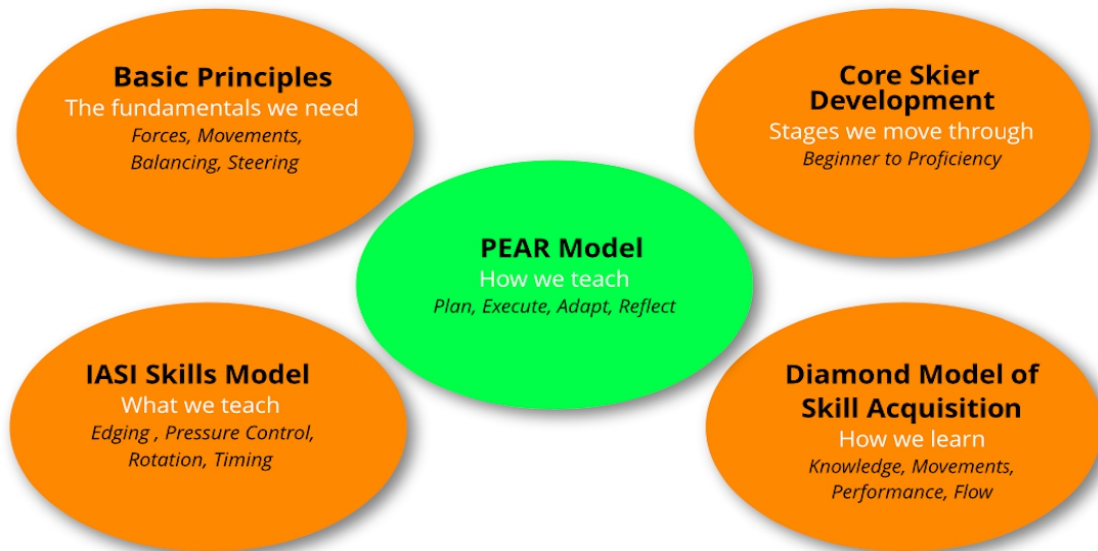 Basic Principles
The fundamentals we need
Forces, Movements,
Balancing, Steering
Core Skier
Development
Stages we move through
Beginner to Proficiency
PEAR Model
How we teach
Plan, Execute, Adapt, Reflect
IASI Skills Model
What we teach
Edging , Pressure Control,
Rotation, Timing
Diamond Model of
Skill Acquisition
How we learn
Knowledge, Movements,
Performance, Flow